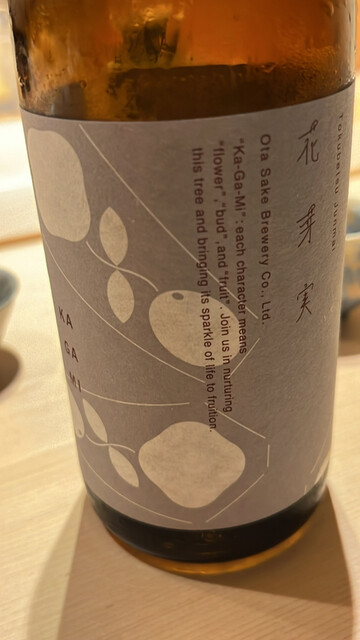 Tokubetsu Junmai
花芽実
Ota Sake Brewery Co., Ltd.
"Ka-Ga-Mi": each character means
"flower", "bud", and "fruit". Join us in nurturing
this tree and bringing its sparkle of life to fruition.
KA
GA
MI